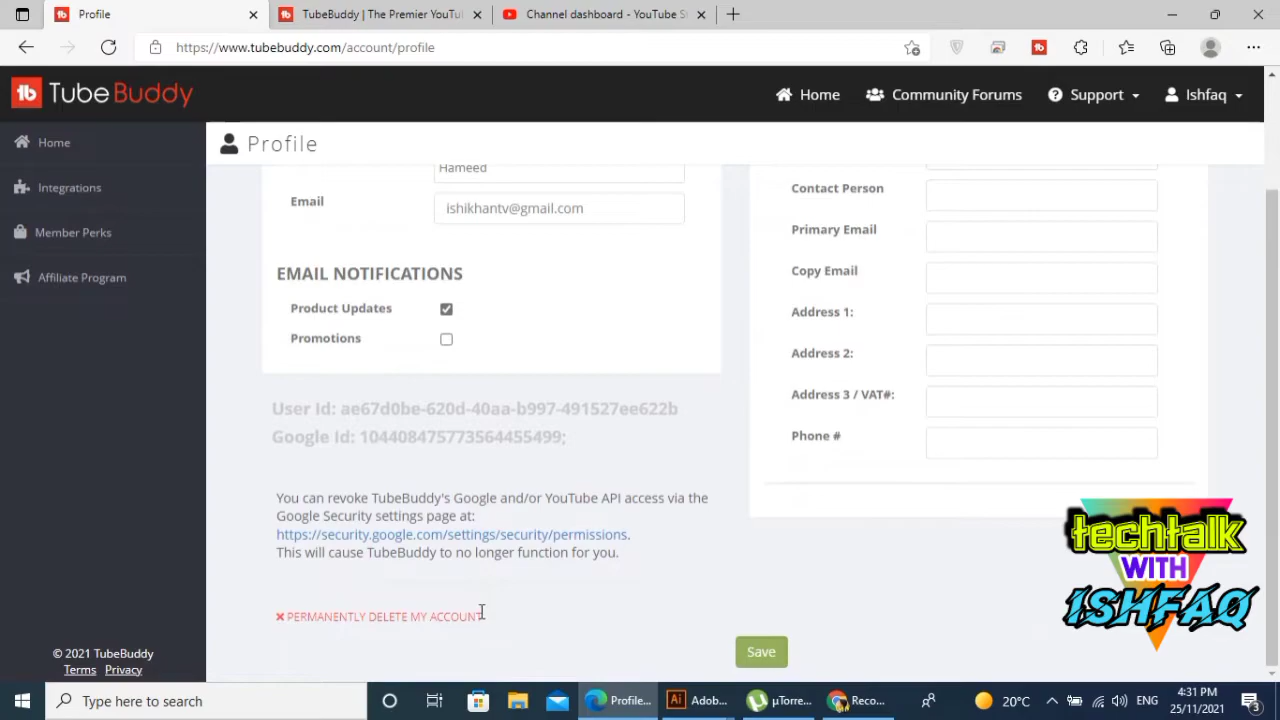 Profile
TubeBuddy | The Premier YouTu
Channel dashboard - YouTube St
https://www.tubebuddy.com/account/profile
TubeBuddy
Home
Community Forums
Support
Ishfaq
Home
Integrations
Member Perks
Affiliate Program
Profile
Hameed
Email
ishikhantv@gmail.com
EMAIL NOTIFICATIONS
Product Updates
Promotions
User Id: ae67d0be-620d-40aa-b997-491527ee622b
Google Id: 104408475773564455499;
You can revoke TubeBuddy's Google and/or YouTube API access via the
Google Security settings page at:
https://security.google.com/settings/security/permissions.
This will cause TubeBuddy to no longer function for you.
PERMANENTLY DELETE MY ACCOUNT
Contact Person
Primary Email
Copy Email
Address 1:
Address 2:
Address 3 / VAT#:
Phone #
Save
techtalk
WITH
ISHFAQ
© 2021 TubeBuddy
Terms Privacy
Type here to search
Profile...
Adob...
µTorre...
Reco...
20°C
ENG
4:31 PM
25/11/2021
3